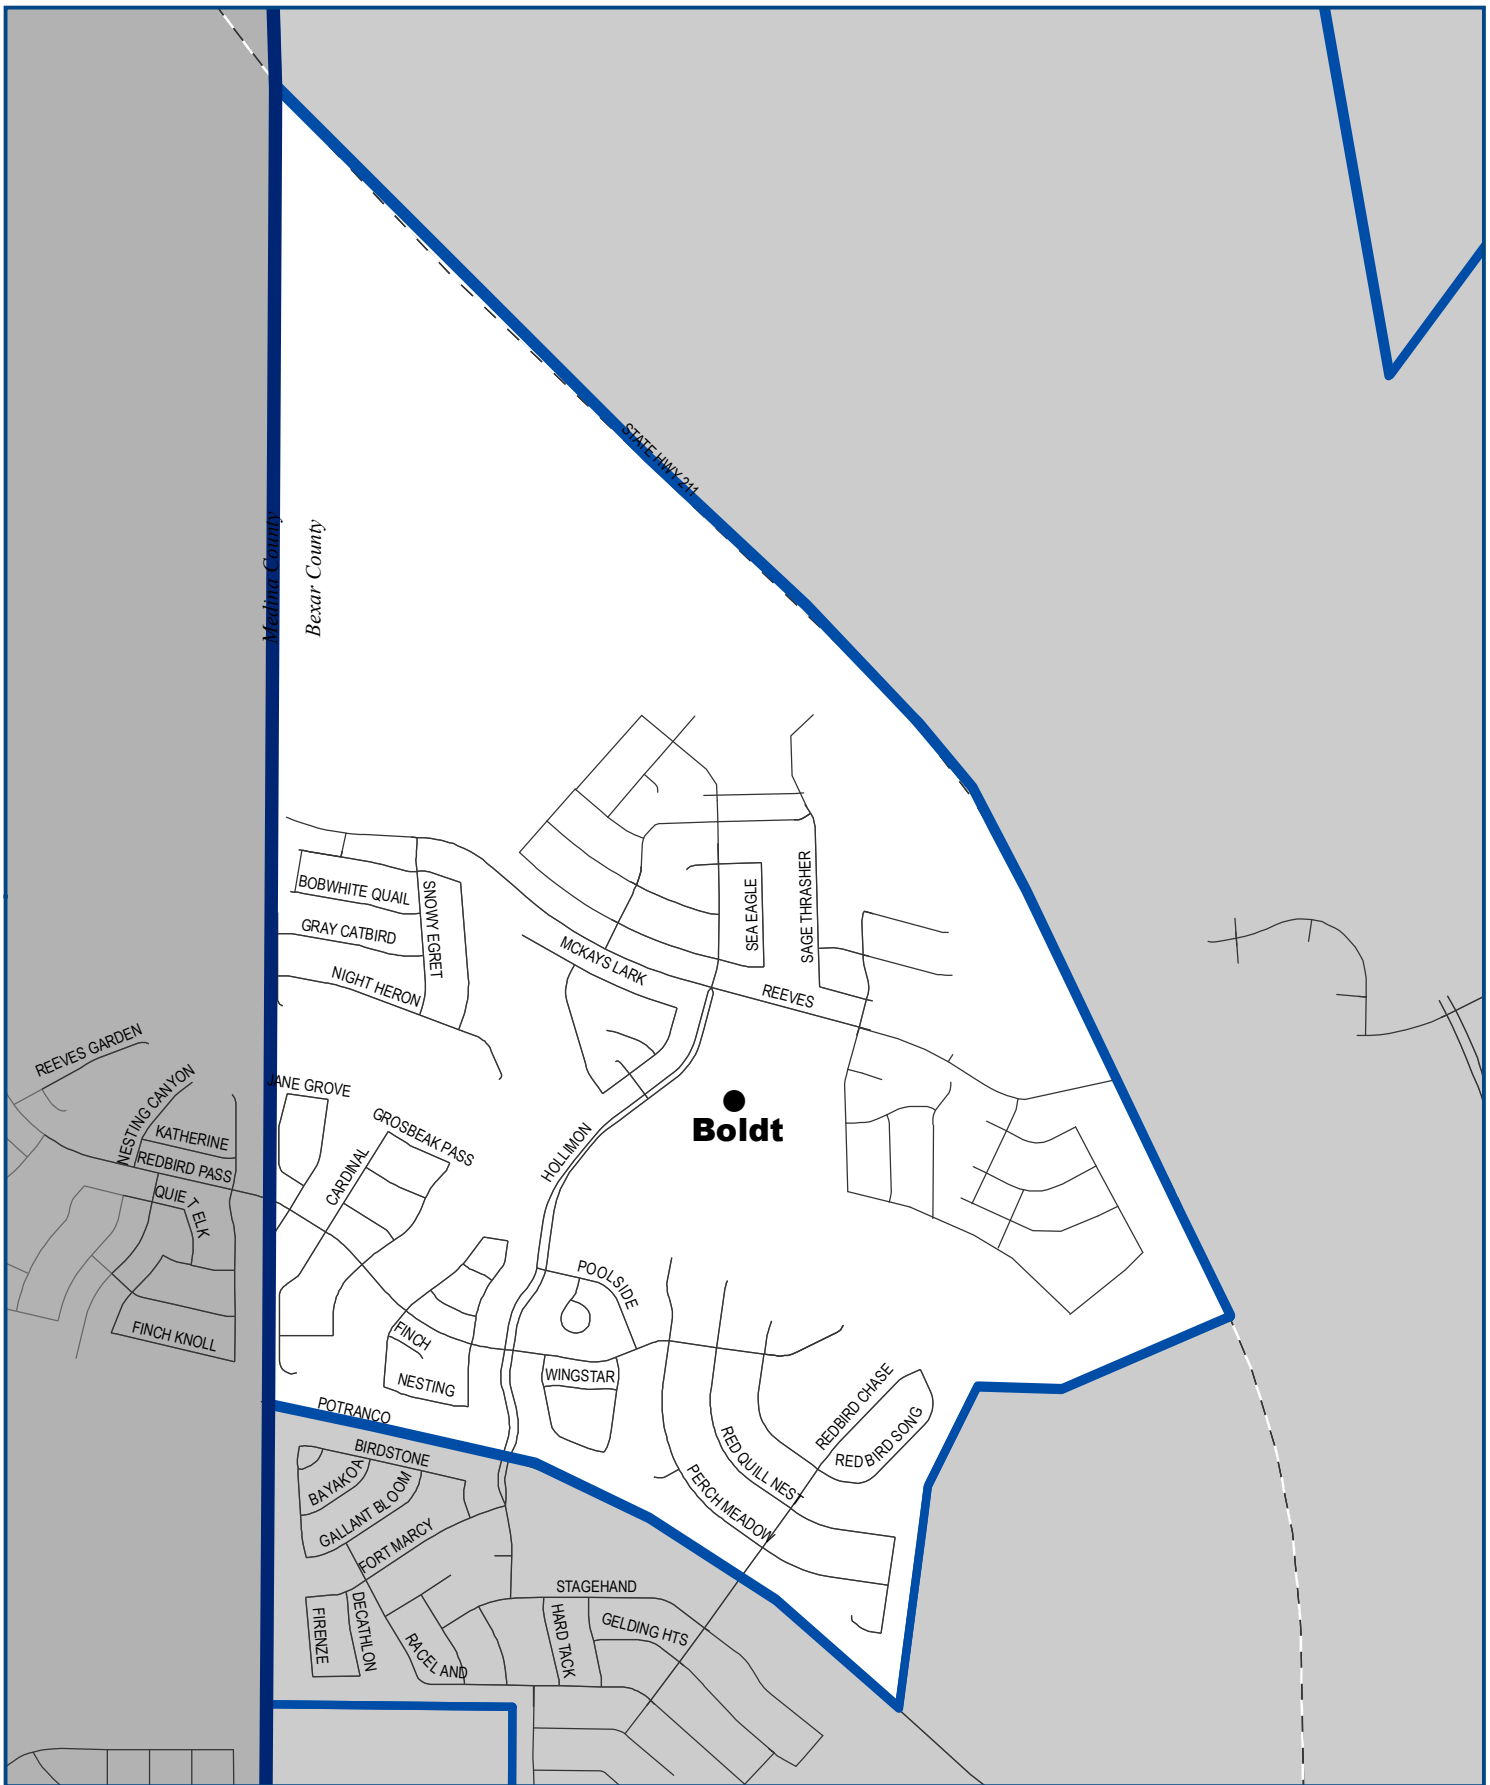 STATE HWY 211
Medina County
Bexar County
BOBWHITE QUAIL
SNOWY EGRET
GRAY CATBIRD
NIGHT HERON
SEA EAGLE
SAGE THRASHER
MCKAYS LARK
REEVES
REEVES GARDEN
NESTING CANYON
KATHERINE
REDBIRD PASS
QUIET ELK
FINCH KNOLL
JANE GROVE
GROSBEAK PASS
CARDINAL
HOLLIMON
Boldt
POOLSIDE
FINCH
NESTING
WINGSTAR
POTRANCO
REDBIRD CHASE
RED BIRD SONG
RED QUILL NEST
PERCH MEADOW
BIRDSTONE
BAYAKOA
GALLANT BLOOM
FORT MARCY
STAGEHAND
FIRENZE
DECATHLON
RACELAND
HARD TACK
GELDING HTS